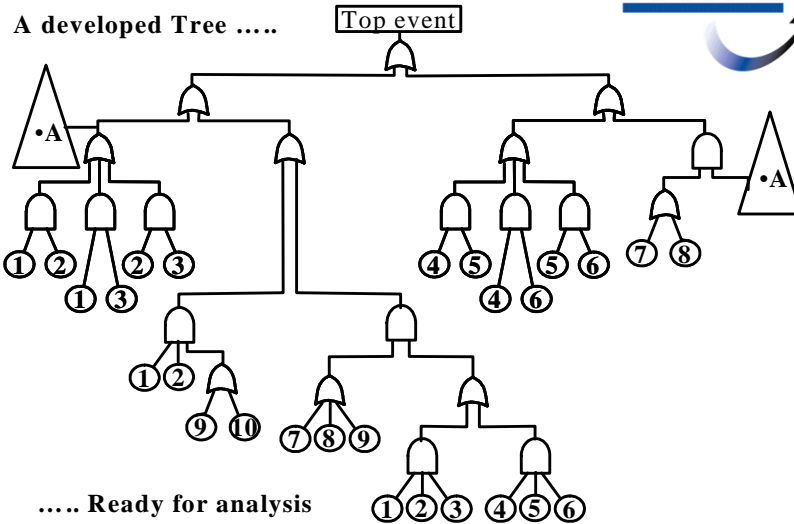 A developed Tree .....
Top event
•A
•A
1 2 2 3 4 5 5 6 7 8
1 3 4 6
1 2
9 10 7 8 9
1 2 3 4 5 6
..... Ready for analysis